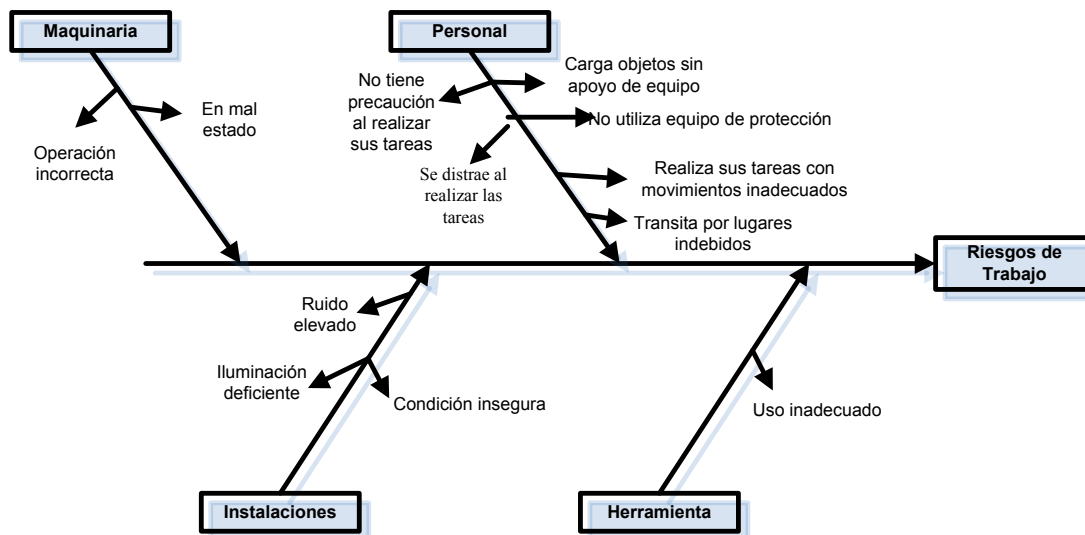 Maquinaria
Personal
En mal
estado
Operación
incorrecta
No tiene
precaución
al realizar
sus tareas
Carga objetos sin
apoyo de equipo
No utiliza equipo de protección
Se distrae al
realizar las
tareas
Realiza sus tareas con
movimientos inadecuados
Transita por lugares
indebidos
Riesgos de
Trabajo
Ruido
elevado
Iluminación
deficiente
Condición insegura
Uso inadecuado
Instalaciones
Herramienta